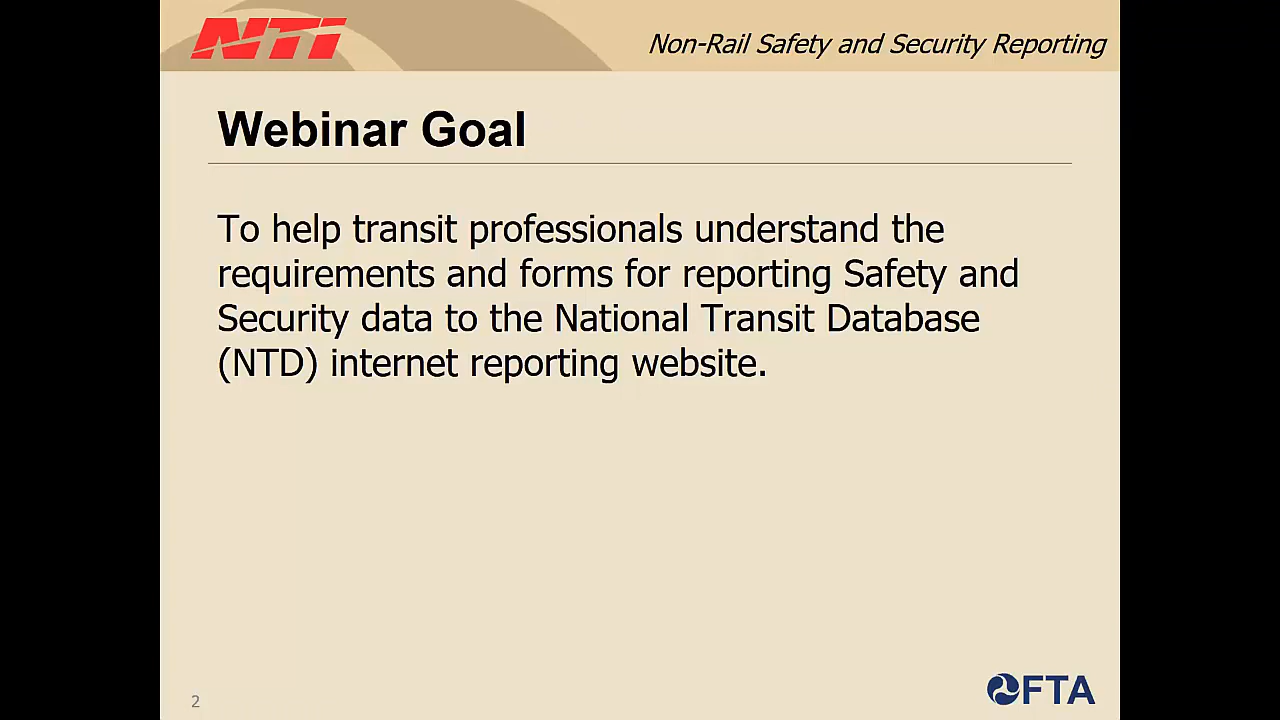 NTI
Non-Rail Safety and Security Reporting
Webinar Goal
To help transit professionals understand the
requirements and forms for reporting Safety and
Security data to the National Transit Database
(NTD) internet reporting website.
2
FTA